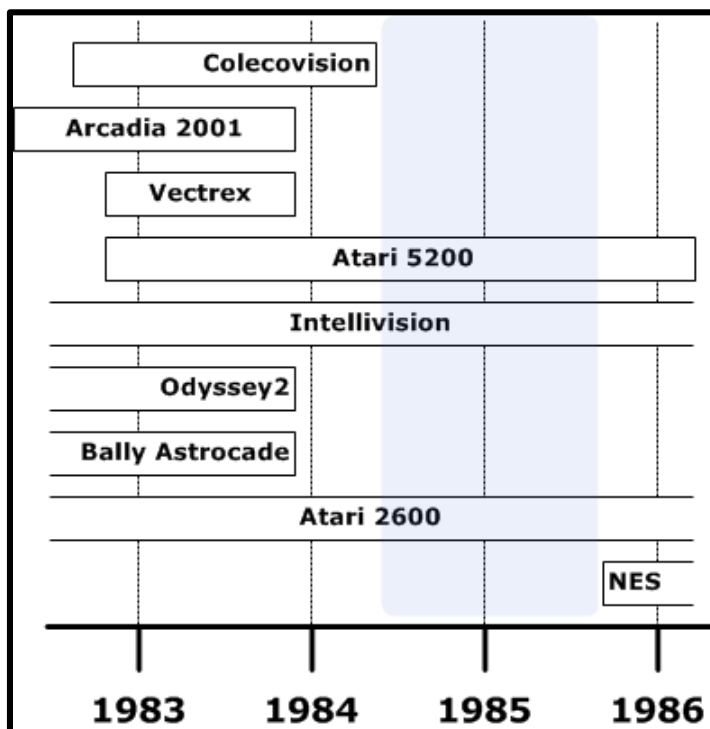 Colecovision
Arcadia 2001
Vectrex
Atari 5200
Intellivision
Odyssey2
Bally Astrocade
Atari 2600
NES
1983 1984 1985 1986